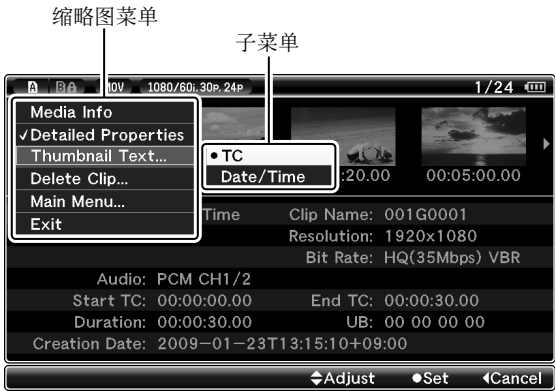 缩略图菜单
子菜单
A B MOV 1080/60i,30P,24P 1/24
Media Info
✓Detailed Properties
Thumbnail Text...
Delete Clip...
Main Menu...
Exit
●TC
Date/Time
:20.00 00:05:00.00
Time Clip Name: 001G0001
Resolution: 1920x1080
Bit Rate: HQ(35Mbps) VBR
Audio: PCM CH1/2
Start TC: 00:00:00.00 End TC: 00:00:30.00
Duration: 00:00:30.00 UB: 00 00 00 00
Creation Date: 2009-01-23T13:15:10+09:00
Adjust ●Set Cancel